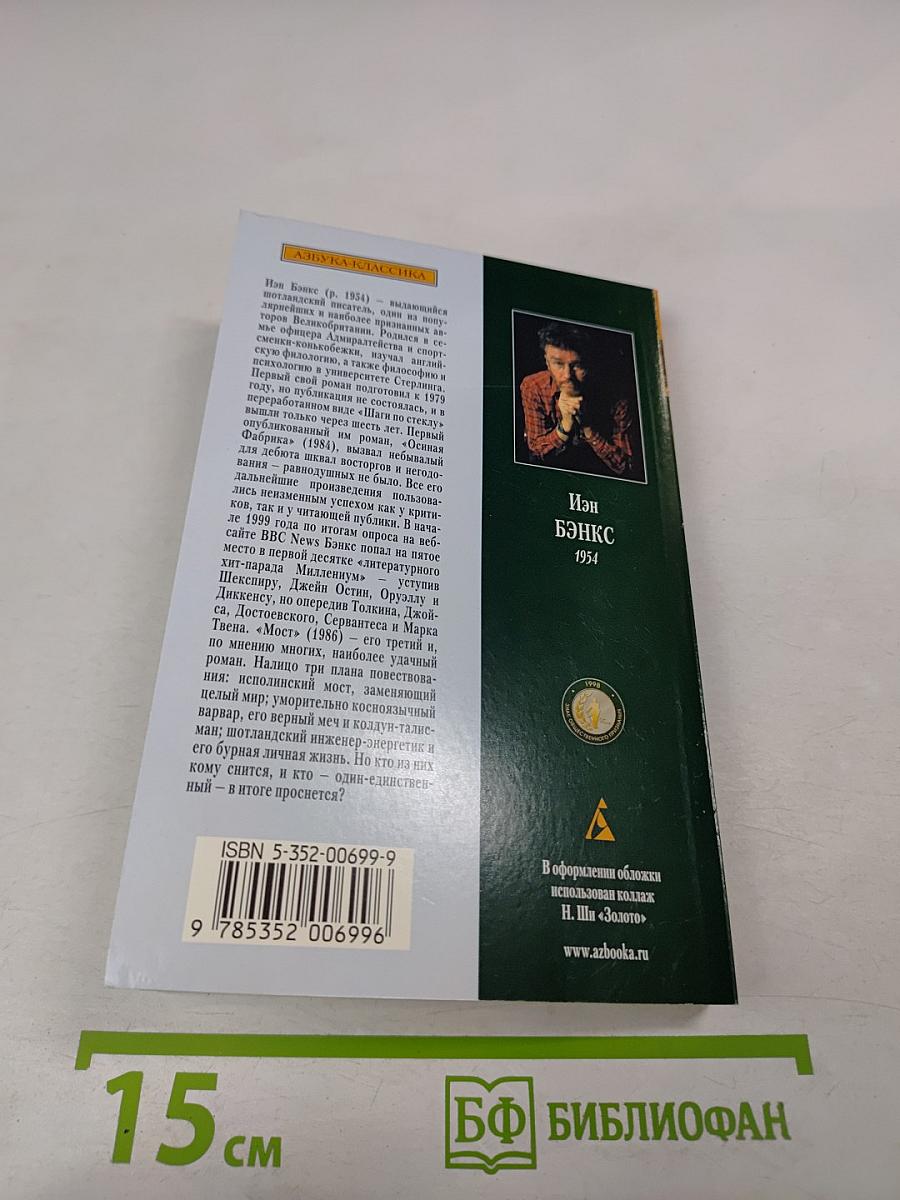 АЗБУКА-КЛАССИКА
Иэн Бэнкс (р. 1954) – выдающийся
шотландский писатель, один из попу-
лярнейших и наиболее признанных ав-
торов Великобритании. Родился в се-
мье офицера Адмиралтейства и спорт-
сменки-конькобежки, изучал англий-
скую филологию, а также философию и
психологию в университете Стерлинга.
Первый свой роман подготовил к 1979
году, но публикация не состоялась, и в
переработанном виде «Шаги по стеклу»
вышли только через шесть лет. Первый
опубликованный им роман, «Осиная
Фабрика» (1984), вызвал небывалый
для дебюта шквал восторгов и негодо-
вания – равнодушных не было. Все его
дальнейшие произведения пользова-
лись неизменным успехом как у крити-
ков, так и у читающей публики. В нача-
ле 1999 года по итогам опроса на веб-
сайте BBC News Бэнкс попал на пятое
место в первой десятке «литературного
хит-парада Миллениум» – уступив
Шекспиру, Джейн Остин, Оруэллу и
Диккенсу, но опередив Толкина, Джой-
са, Достоевского, Сервантеса и Марка
Твена. «Мост» (1986) – его третий и,
по мнению многих, наиболее удачный
роман. Налицо три плана повествова-
ния: исполинский мост, заменяющий
целый мир; уморительно косноязычный
варвар, его верный меч и колдун-талис-
ман; шотландский инженер-энергетик и
его бурная личная жизнь. Но кто из них
кому снится, и кто – один-единствен-
ный – в итоге проснется?
ISBN 5-352-00699-9
9 785352 006996
Иэн
БЭНКС
1954
1998
ЗНАК ОБЩЕСТВЕННОГО ПРИЗНАНИЯ
В оформлении обложки
использован коллаж
Н. Ши «Золото»
www.azbooka.ru
15 см
БФ БИБЛИОФАН